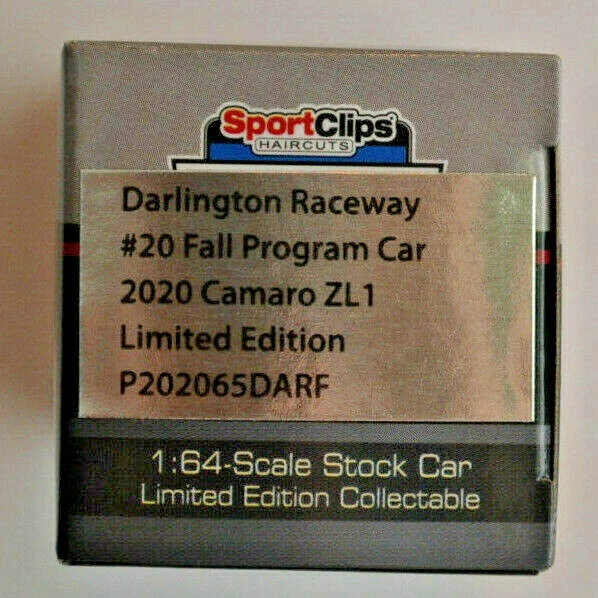 SportClips
HAIRCUTS
Darlington Raceway
#20 Fall Program Car
2020 Camaro ZL1
Limited Edition
P202065DARF
1:64-Scale Stock Car
Limited Edition Collectable